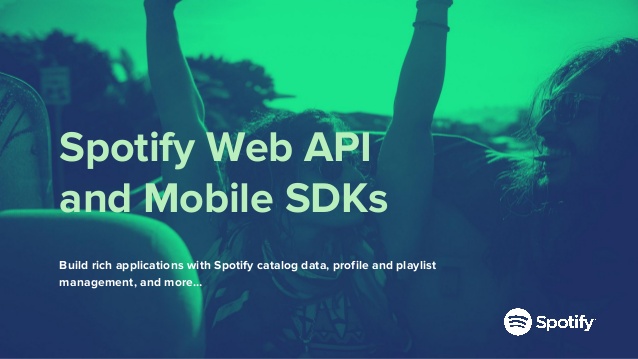 Spotify Web API
and Mobile SDKs
Build rich applications with Spotify catalog data, profile and playlist
management, and more...
Spotify